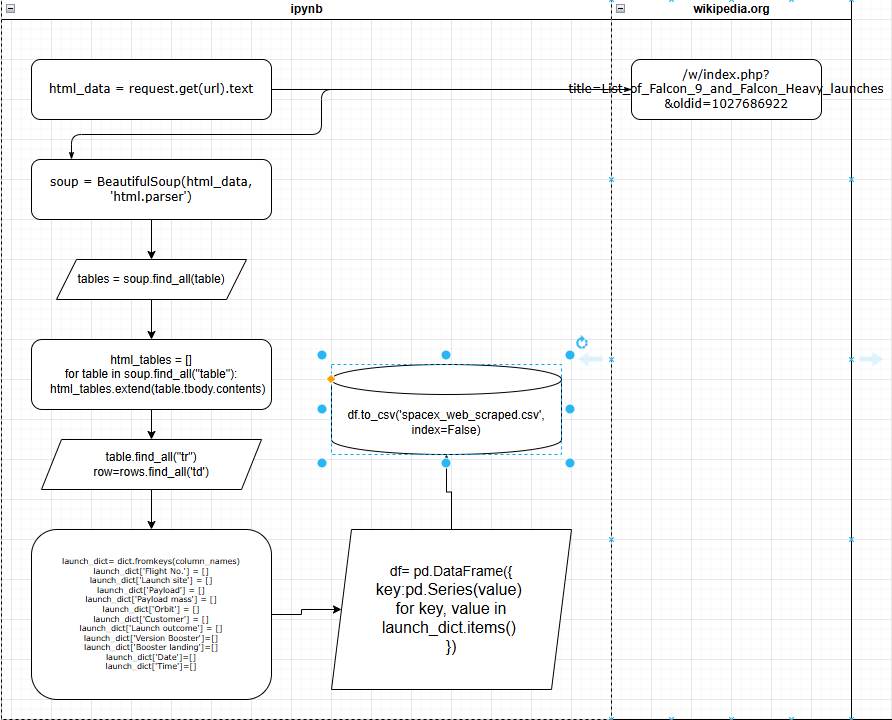 ipynb
wikipedia.org
html_data = request.get(url).text
/w/index.php?
title=List_of_Falcon_9_and_Falcon_Heavy_launches
&oldid=1027686922
soup = BeautifulSoup(html_data,
'html.parser')
tables = soup.find_all(table)
html_tables = []
for table in soup.find_all("table"):
html_tables.extend(table.tbody.contents)
df.to_csv('spacex_web_scraped.csv',
index=False)
table.find_all("tr")
row=rows.find_all('td')
launch_dict= dict.fromkeys(column_names)
launch_dict['Flight No.'] = []
launch_dict['Launch site'] = []
launch_dict['Payload'] = []
launch_dict['Payload mass'] = []
launch_dict['Orbit'] = []
launch_dict['Customer'] = []
launch_dict['Launch outcome'] = []
launch_dict['Version Booster']=[]
launch_dict['Booster landing']=[]
launch_dict['Date']=[]
launch_dict['Time']=[]
df= pd.DataFrame({
key:pd.Series(value)
for key, value in
launch_dict.items()
})